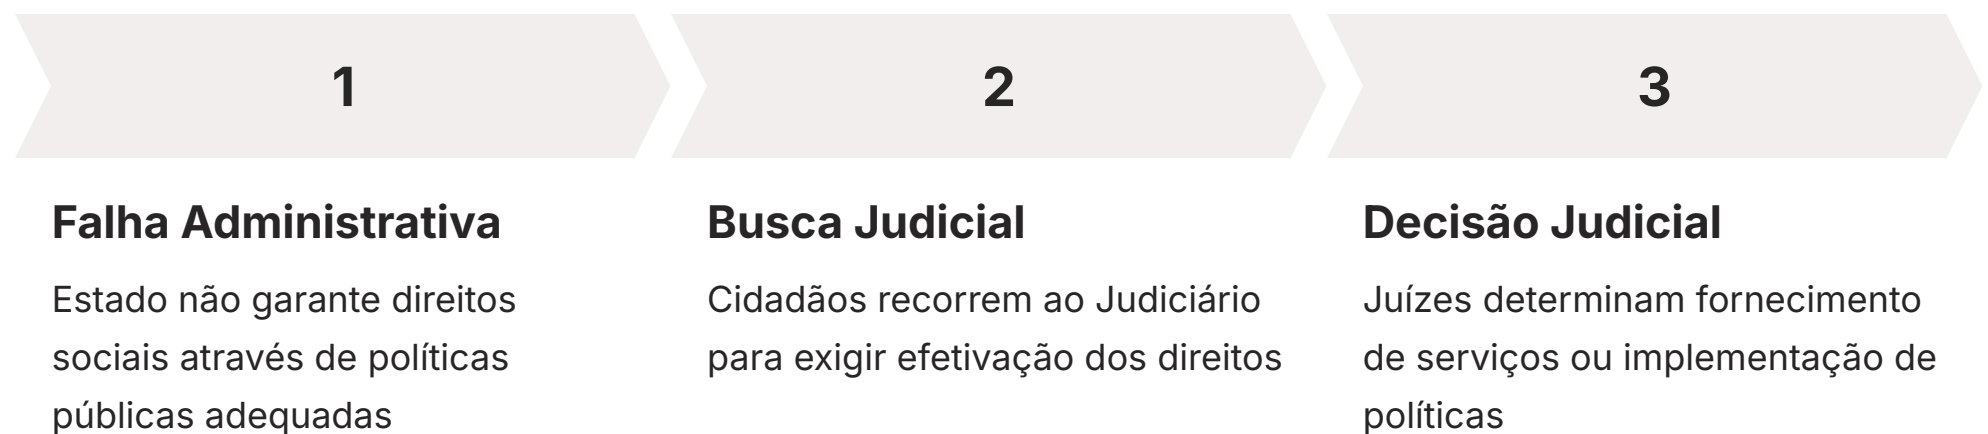 1
Falha Administrativa
Estado não garante direitos
sociais através de políticas
públicas adequadas
2
Busca Judicial
Cidadãos recorrem ao Judiciário
para exigir efetivação dos direitos
3
Decisão Judicial
Juízes determinam fornecimento
de serviços ou implementação de
políticas